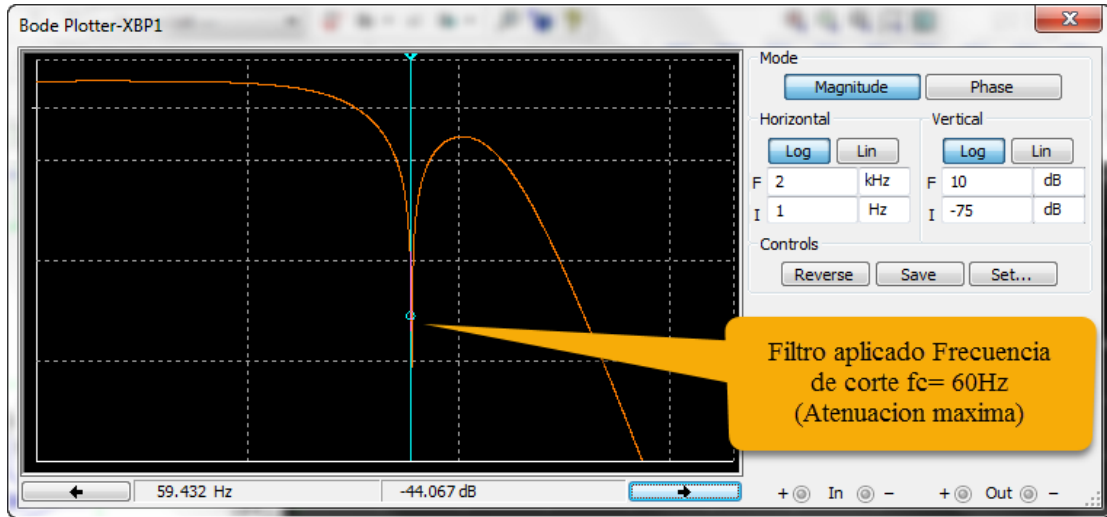 Bode Plotter-XBP1
X
Mode
Magnitude Phase
Horizontal Vertical
Log Lin Log Lin
F 2 kHz F 10 dB
I 1 Hz I -75 dB
Controls
Reverse Save Set...
Filtro aplicado Frecuencia
de corte fc= 60Hz
(Atenuacion maxima)
59.432 Hz -44.067 dB + In - + Out -